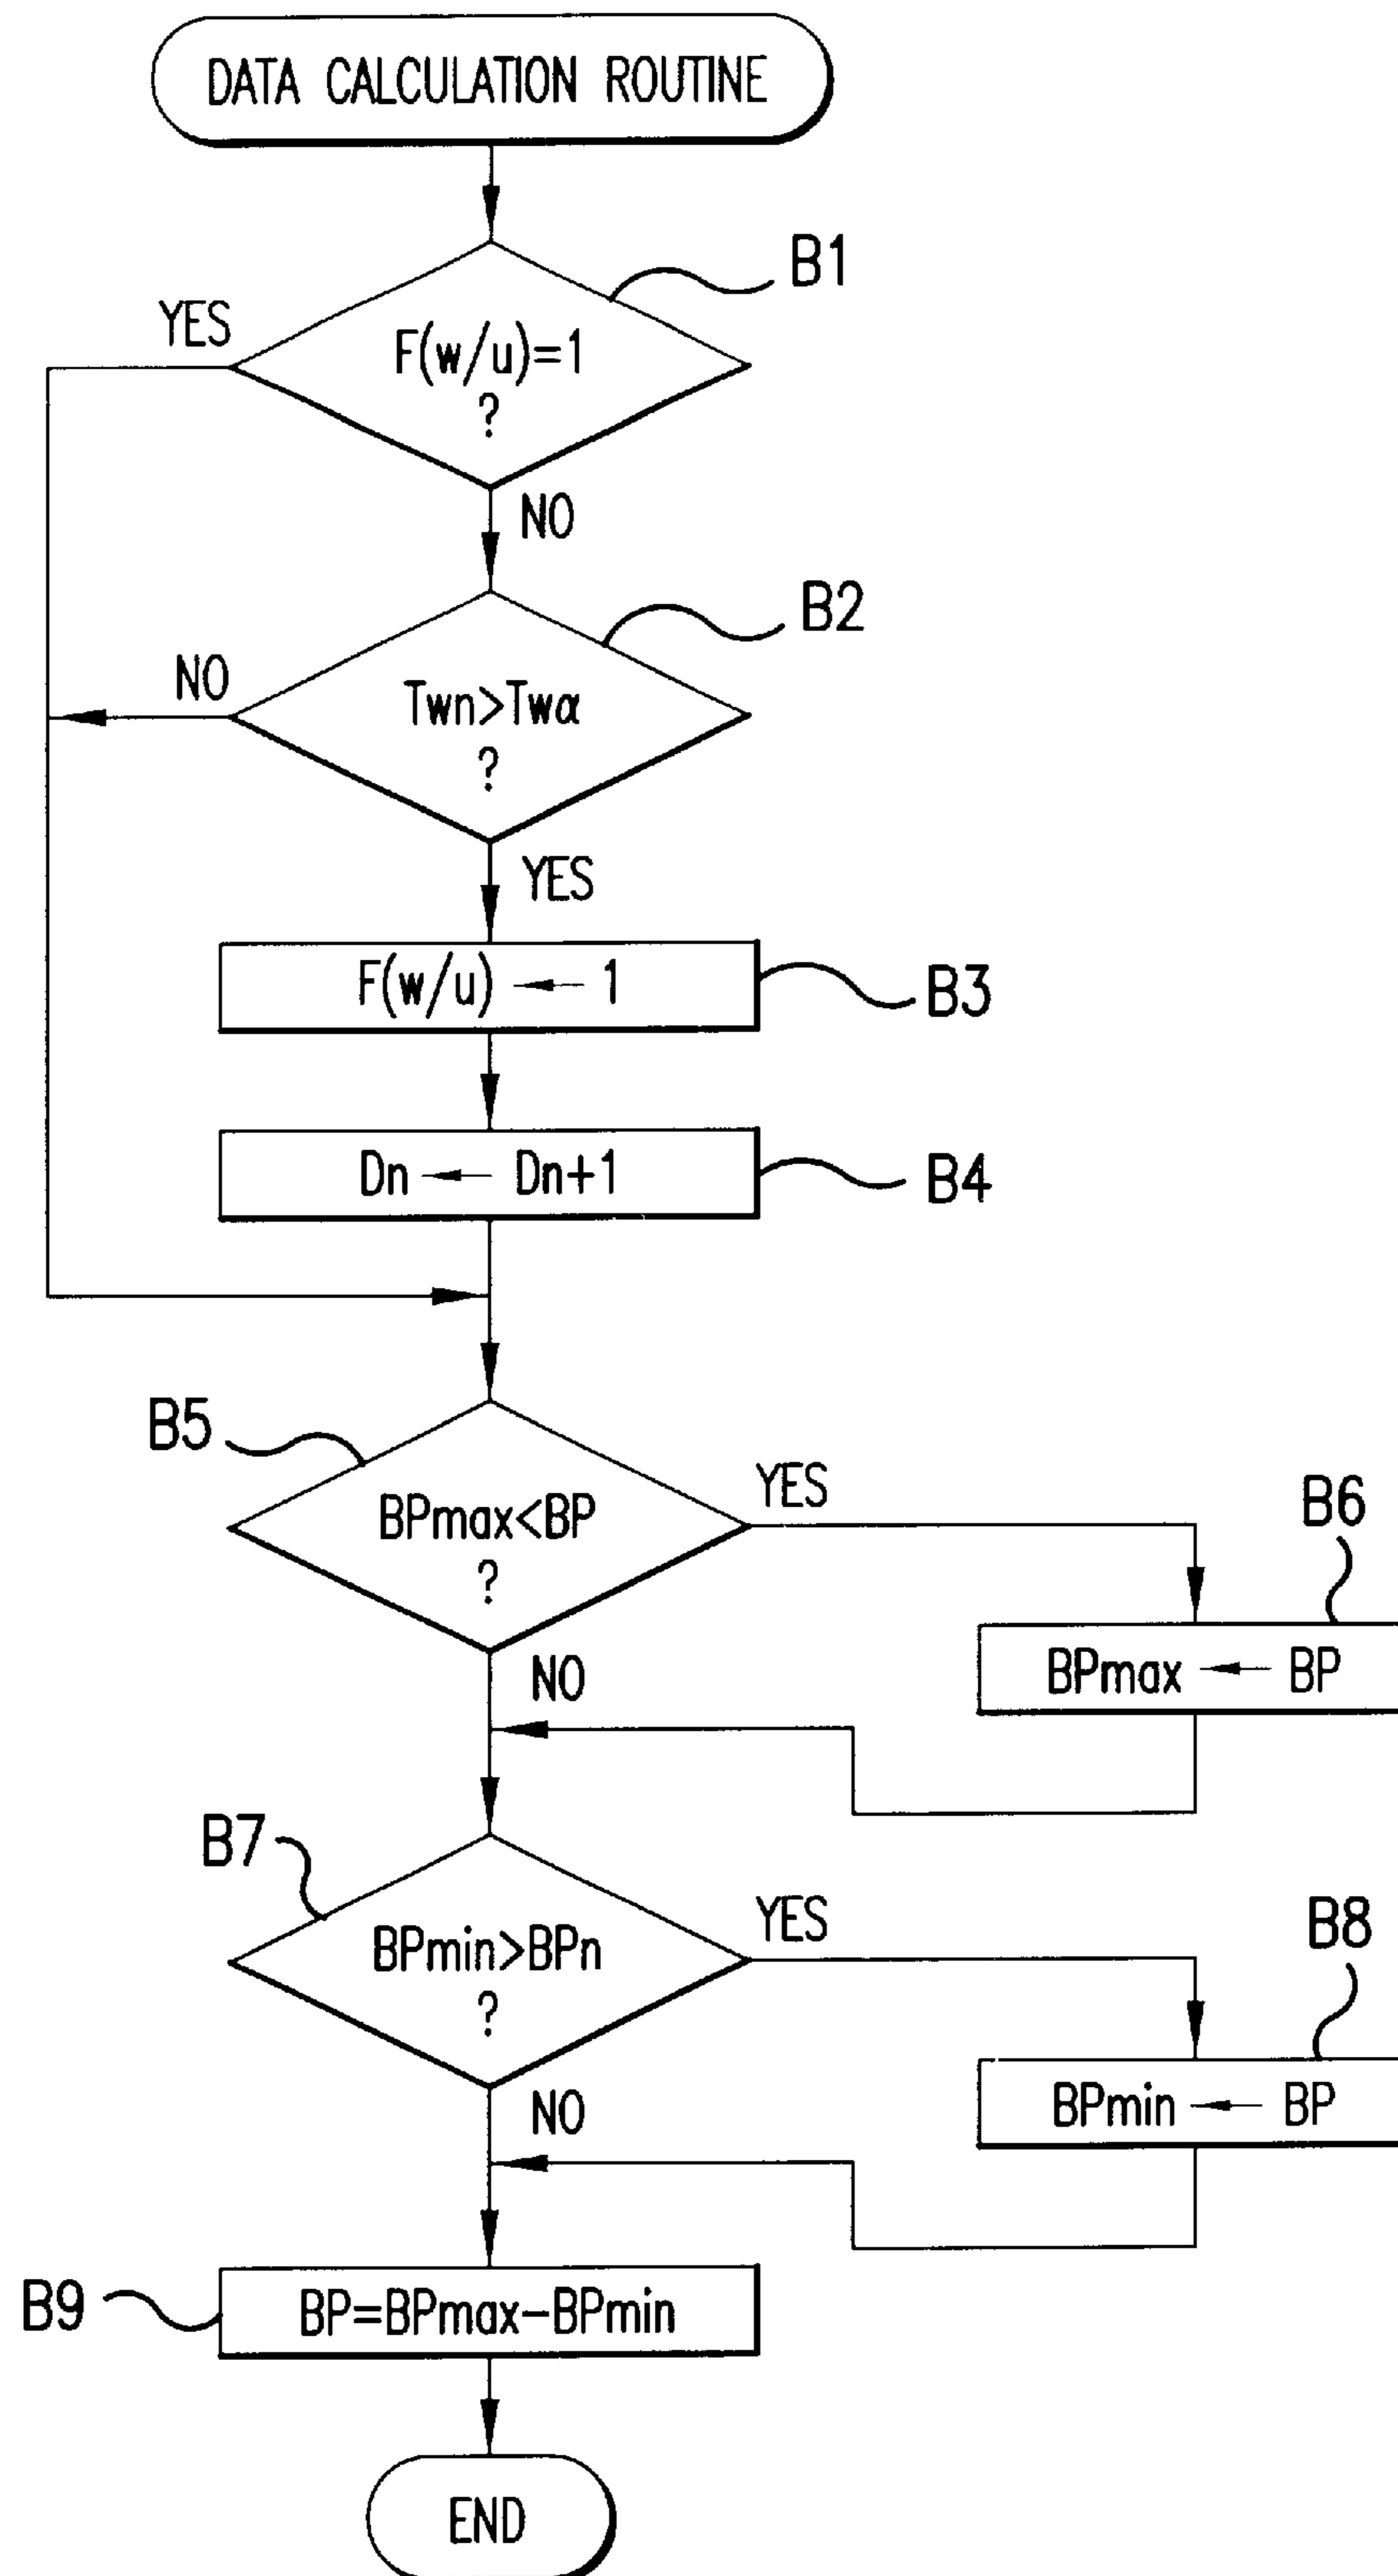 DATA CALCULATION ROUTINE
B1
YES
F(w/u)=1
?
NO
B2
NO
Twn>Twα
?
YES
F(w/u) ← 1
B3
Dn ← Dn+1
B4
B5
BPmax<BP
?
YES
B6
BPmax ← BP
NO
B7
BPmin>BPn
?
YES
B8
BPmin ← BP
NO
B9
BP=BPmax-BPmin
END